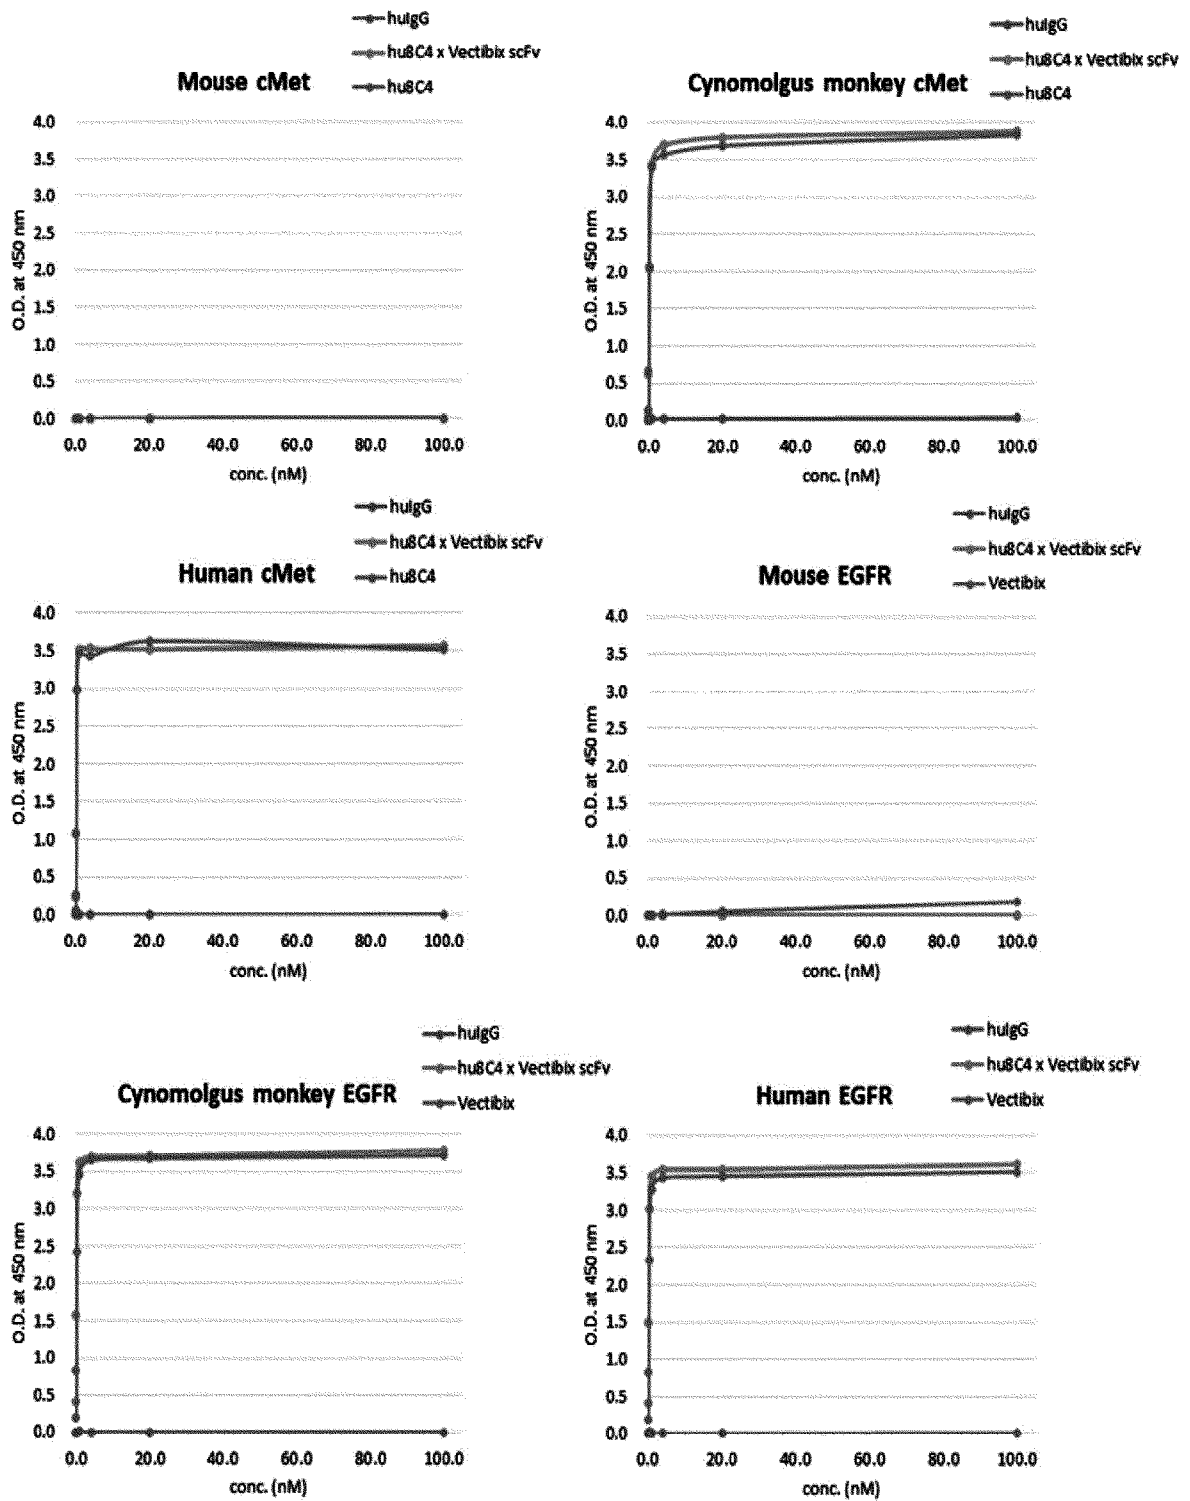 huIgG
hu8C4 x Vectibix scFv
hu8C4
Mouse cMet
4.0
3.5
3.0
2.5
2.0
1.5
1.0
0.5
0.0
O.D. at 450 nm
0.0 20.0 40.0 60.0 80.0 100.0
conc. (nM)
huIgG
hu8C4 x Vectibix scFv
hu8C4
Cynomolgus monkey cMet
4.0
3.5
3.0
2.5
2.0
1.5
1.0
0.5
0.0
O.D. at 450 nm
0.0 20.0 40.0 60.0 80.0 100.0
conc. (nM)
huIgG
hu8C4 x Vectibix scFv
hu8C4
Human cMet
4.0
3.5
3.0
2.5
2.0
1.5
1.0
0.5
0.0
O.D. at 450 nm
0.0 20.0 40.0 60.0 80.0 100.0
conc. (nM)
huIgG
hu8C4 x Vectibix scFv
Vectibix
Mouse EGFR
4.0
3.5
3.0
2.5
2.0
1.5
1.0
0.5
0.0
O.D. at 450 nm
0.0 20.0 40.0 60.0 80.0 100.0
conc. (nM)
huIgG
hu8C4 x Vectibix scFv
Vectibix
Cynomolgus monkey EGFR
4.0
3.5
3.0
2.5
2.0
1.5
1.0
0.5
0.0
O.D. at 450 nm
0.0 20.0 40.0 60.0 80.0 100.0
conc. (nM)
huIgG
hu8C4 x Vectibix scFv
Vectibix
Human EGFR
4.0
3.5
3.0
2.5
2.0
1.5
1.0
0.5
0.0
O.D. at 450 nm
0.0 20.0 40.0 60.0 80.0 100.0
conc. (nM)